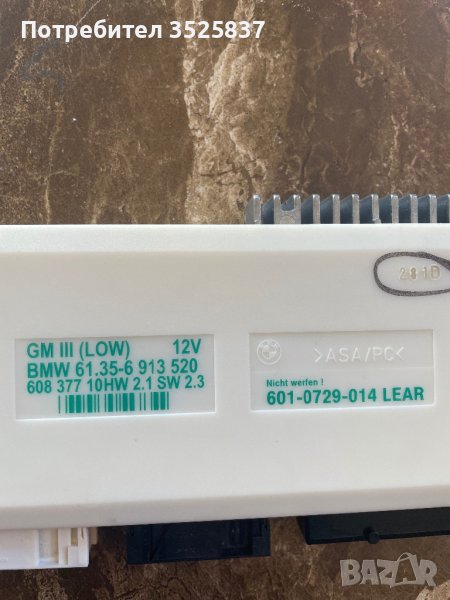 Потребител 3525837
281D
GM III (LOW) 12V
BMW 61.35-6 913 520
608 377 10HW 2.1 SW 2.3
>ASA/PC<
Nicht werfen !
601-0729-014 LEAR
BAZAR